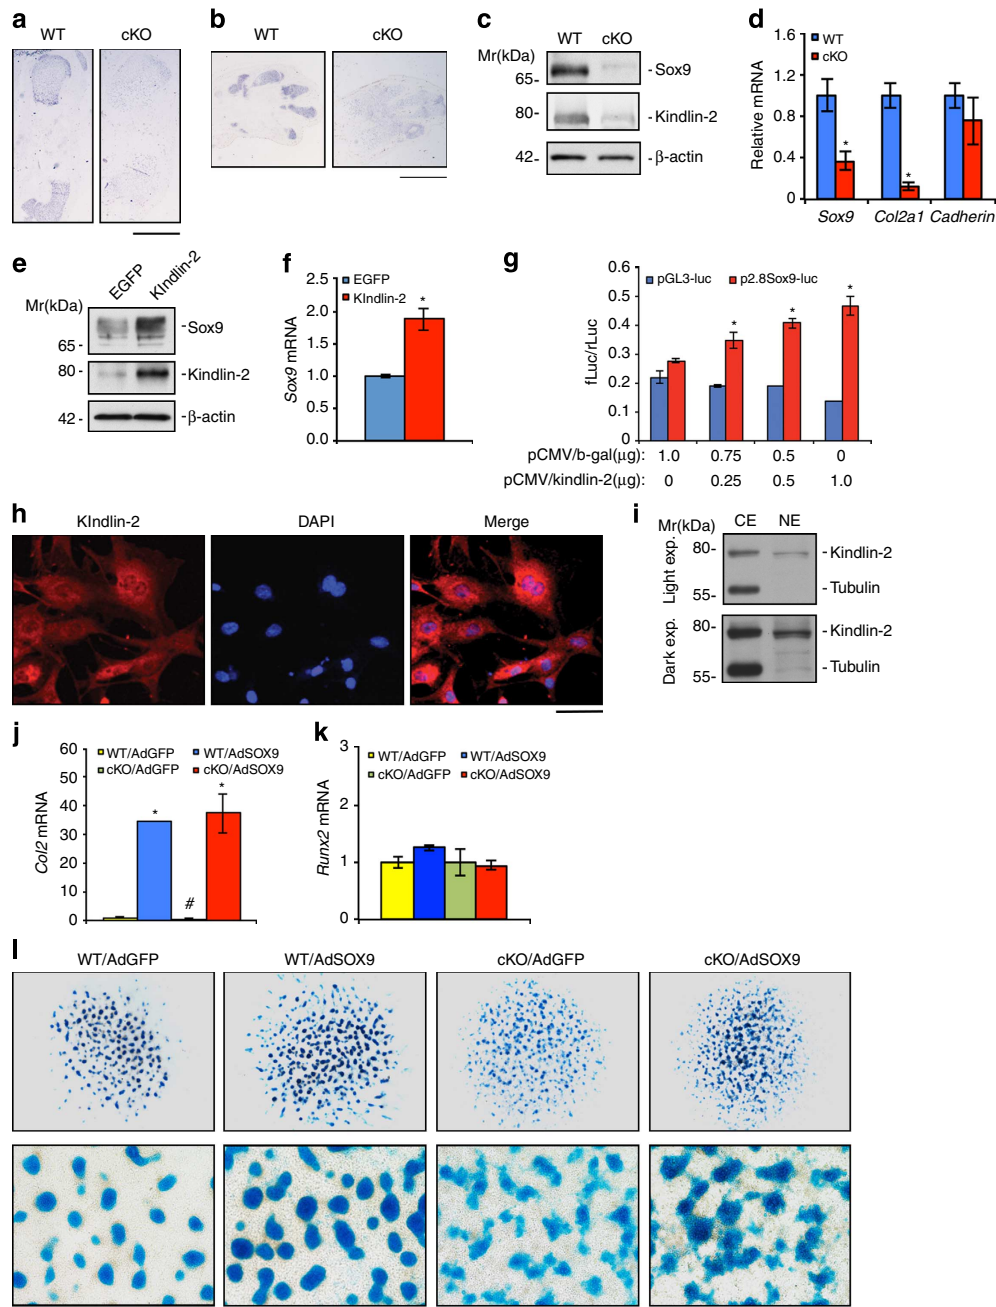 a
WT cKO
b
WT cKO
c
Mr(kDa) WT cKO
65- -Sox9
80- -Kindlin-2
42- -β-actin
d
Relative mRNA
1.6
1.2
0.8
0.4
0
WT
cKO
*
*
Sox9 Col2a1 Cadherin
e
EGFP KIndlin-2
Mr(kDa)
-Sox9
65-
80- -Kindlin-2
42- -β-actin
f
Sox9 mRNA
2.5
2.0
1.5
1.0
0.5
0.0
EGFP
KIndlin-2
*
g
fLuc/rLuc
0.6
0.5
0.4
0.3
0.2
0.1
0
pGL3-luc p2.8Sox9-luc
* * *
pCMV/b-gal(μg): 1.0 0.75 0.5 0
pCMV/kindlin-2(μg): 0 0.25 0.5 1.0
h
KIndlin-2 DAPI Merge
i
Mr(kDa) CE NE
Light exp.
80- -Kindlin-2
55- -Tubulin
Dark exp.
80- -Kindlin-2
55- -Tubulin
j
Col2 mRNA
60
50
40
30
20
10
0
WT/AdGFP WT/AdSOX9
cKO/AdGFP cKO/AdSOX9
* # *
k
Runx2 mRNA
3
2
1
0
WT/AdGFP WT/AdSOX9
cKO/AdGFP cKO/AdSOX9
l
WT/AdGFP WT/AdSOX9 cKO/AdGFP cKO/AdSOX9